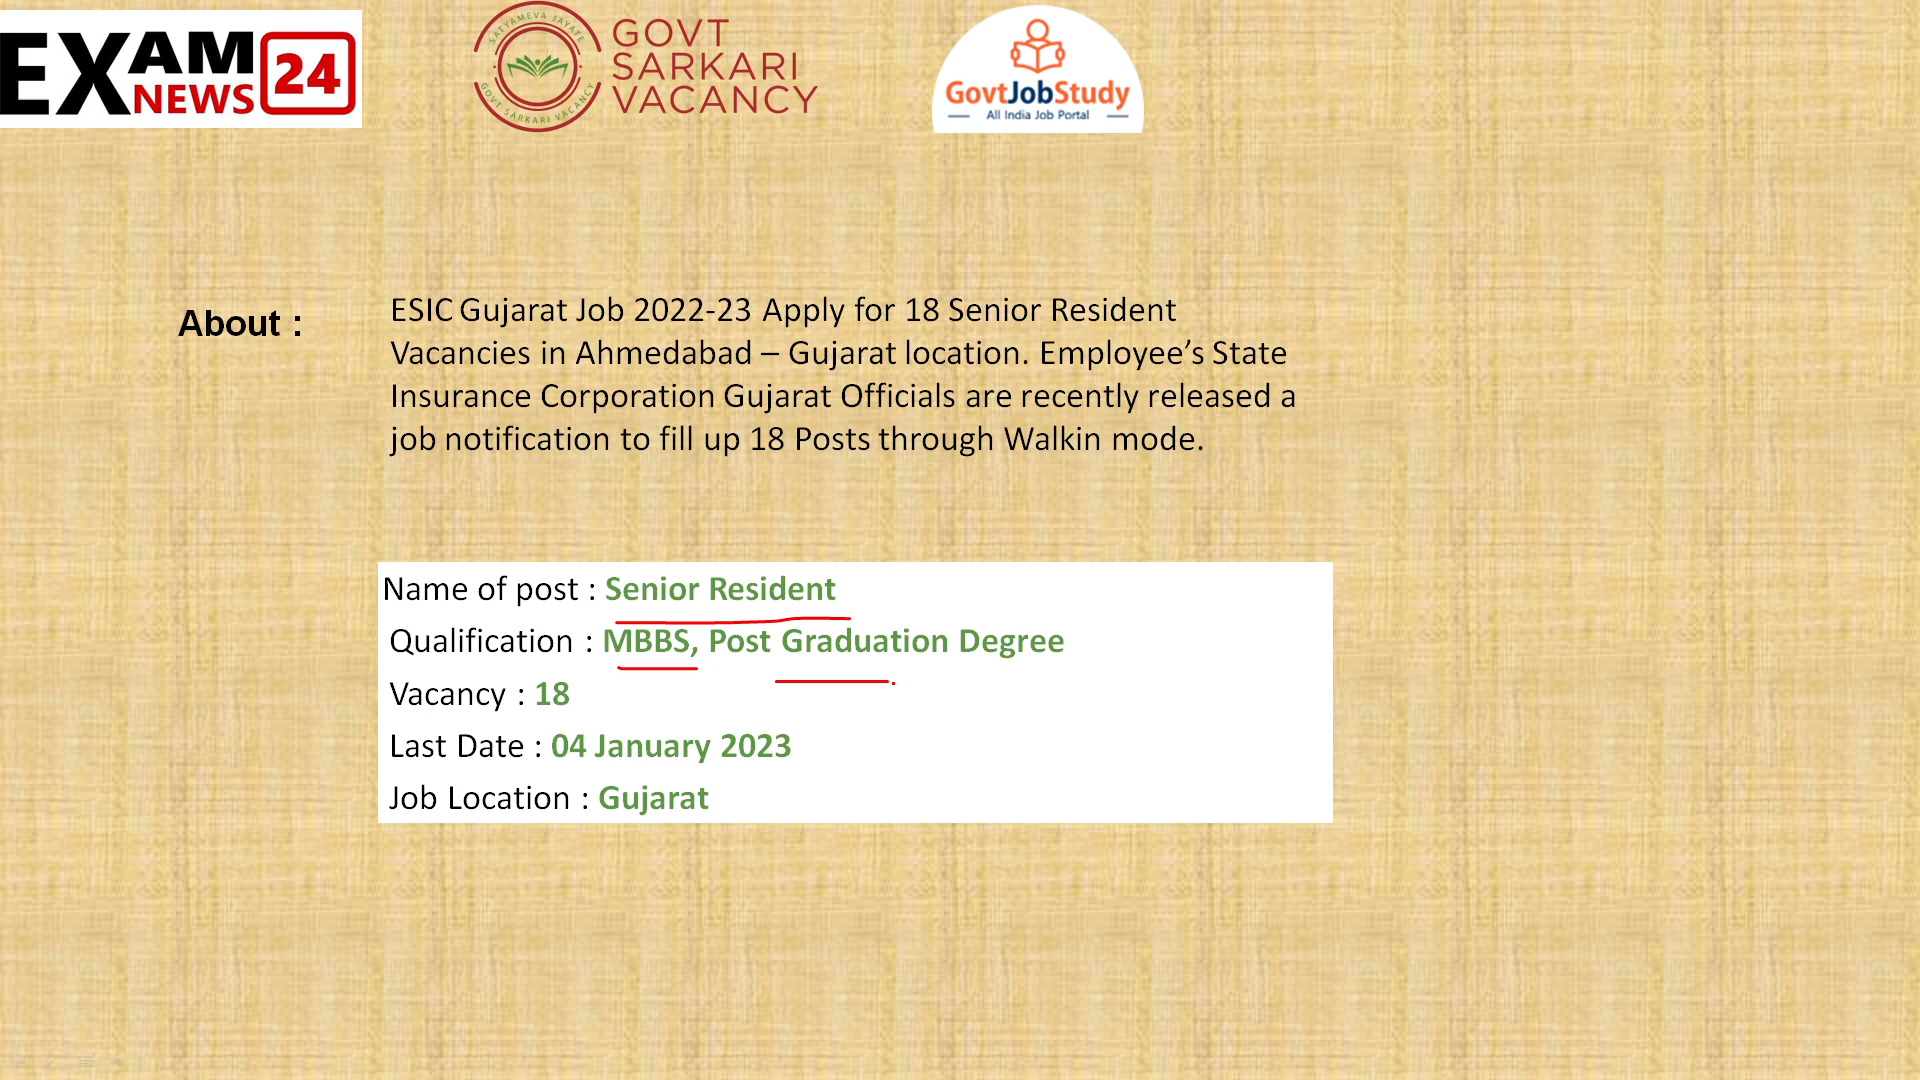 EXAM
NEWS 24
SATYAMEVA JAYATE
GOVT SARKARI VACANCY
GOVT
SARKARI
VACANCY
GovtJobStudy
All India Job Portal
About :
ESIC Gujarat Job 2022-23 Apply for 18 Senior Resident
Vacancies in Ahmedabad – Gujarat location. Employee’s State
Insurance Corporation Gujarat Officials are recently released a
job notification to fill up 18 Posts through Walkin mode.
Name of post : Senior Resident
Qualification : MBBS, Post Graduation Degree
Vacancy : 18
Last Date : 04 January 2023
Job Location : Gujarat